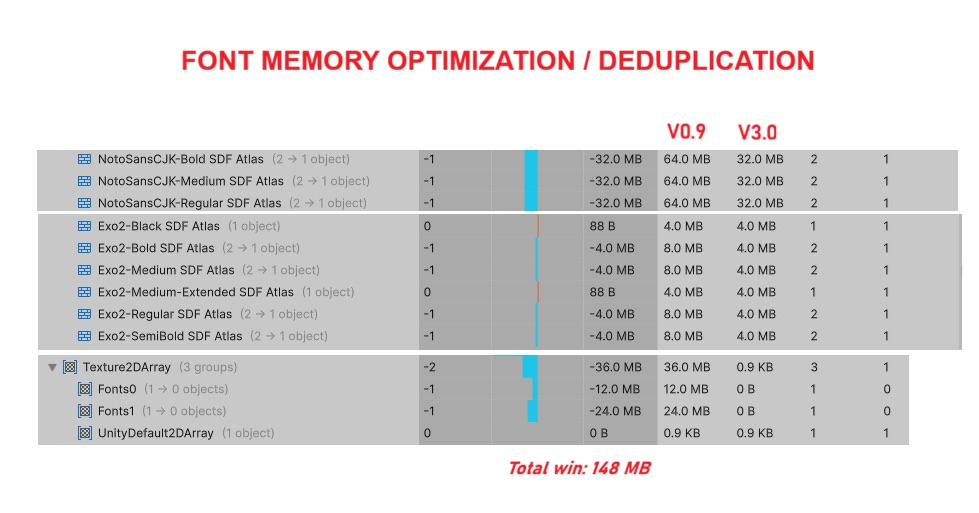 FONT MEMORY OPTIMIZATION / DEDUPLICATION
V0.9 V3.0
NotoSansCJK-Bold SDF Atlas (2 → 1 object) -1 -32.0 MB 64.0 MB 32.0 MB 2 1
NotoSansCJK-Medium SDF Atlas (2 → 1 object) -1 -32.0 MB 64.0 MB 32.0 MB 2 1
NotoSansCJK-Regular SDF Atlas (2 → 1 object) -1 -32.0 MB 64.0 MB 32.0 MB 2 1
Exo2-Black SDF Atlas (1 object) 0 88 B 4.0 MB 4.0 MB 1 1
Exo2-Bold SDF Atlas (2 → 1 object) -1 -4.0 MB 8.0 MB 4.0 MB 2 1
Exo2-Medium SDF Atlas (2 → 1 object) -1 -4.0 MB 8.0 MB 4.0 MB 2 1
Exo2-Medium-Extended SDF Atlas (1 object) 0 88 B 4.0 MB 4.0 MB 1 1
Exo2-Regular SDF Atlas (2 → 1 object) -1 -4.0 MB 8.0 MB 4.0 MB 2 1
Exo2-SemiBold SDF Atlas (2 → 1 object) -1 -4.0 MB 8.0 MB 4.0 MB 2 1
Texture2DArray (3 groups) -2 -36.0 MB 36.0 MB 0.9 KB 3 1
Fonts0 (1 → 0 objects) -1 -12.0 MB 12.0 MB 0 B 1 0
Fonts1 (1 → 0 objects) -1 -24.0 MB 24.0 MB 0 B 1 0
UnityDefault2DArray (1 object) 0 0 B 0.9 KB 0.9 KB 1 1
Total win: 148 MB